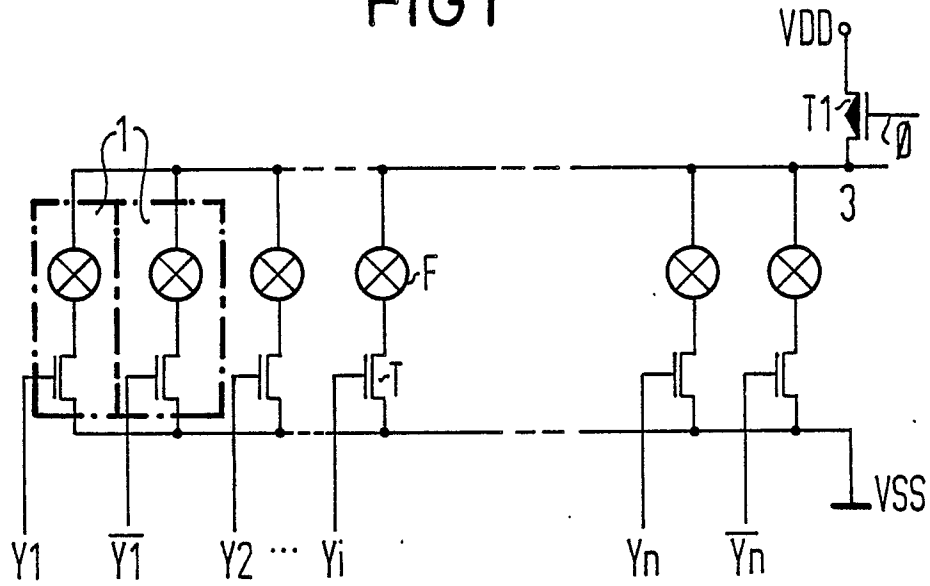 FIG 1
VDD
T1
Ø
1
3
F
T
VSS
Y1 Y̅1̅ Y2 ... Yi Yn Y̅n̅